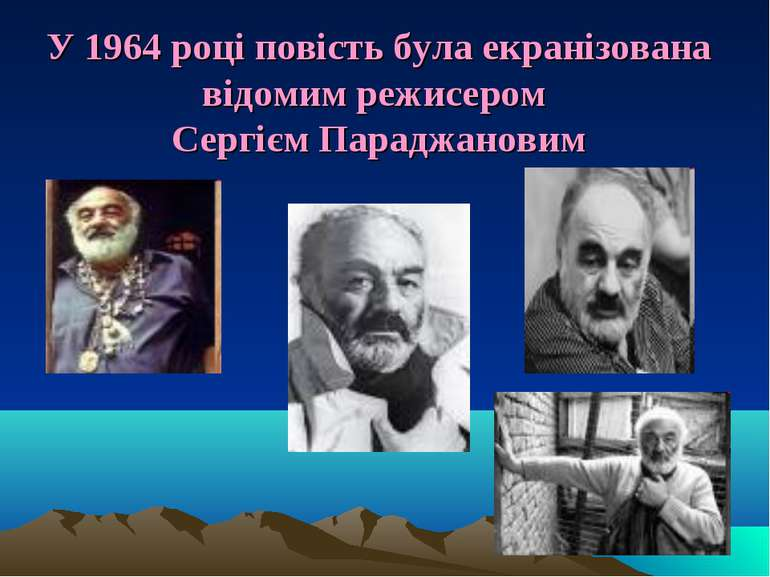 У 1964 році повість була екранізована
відомим режисером
Сергієм Параджановим